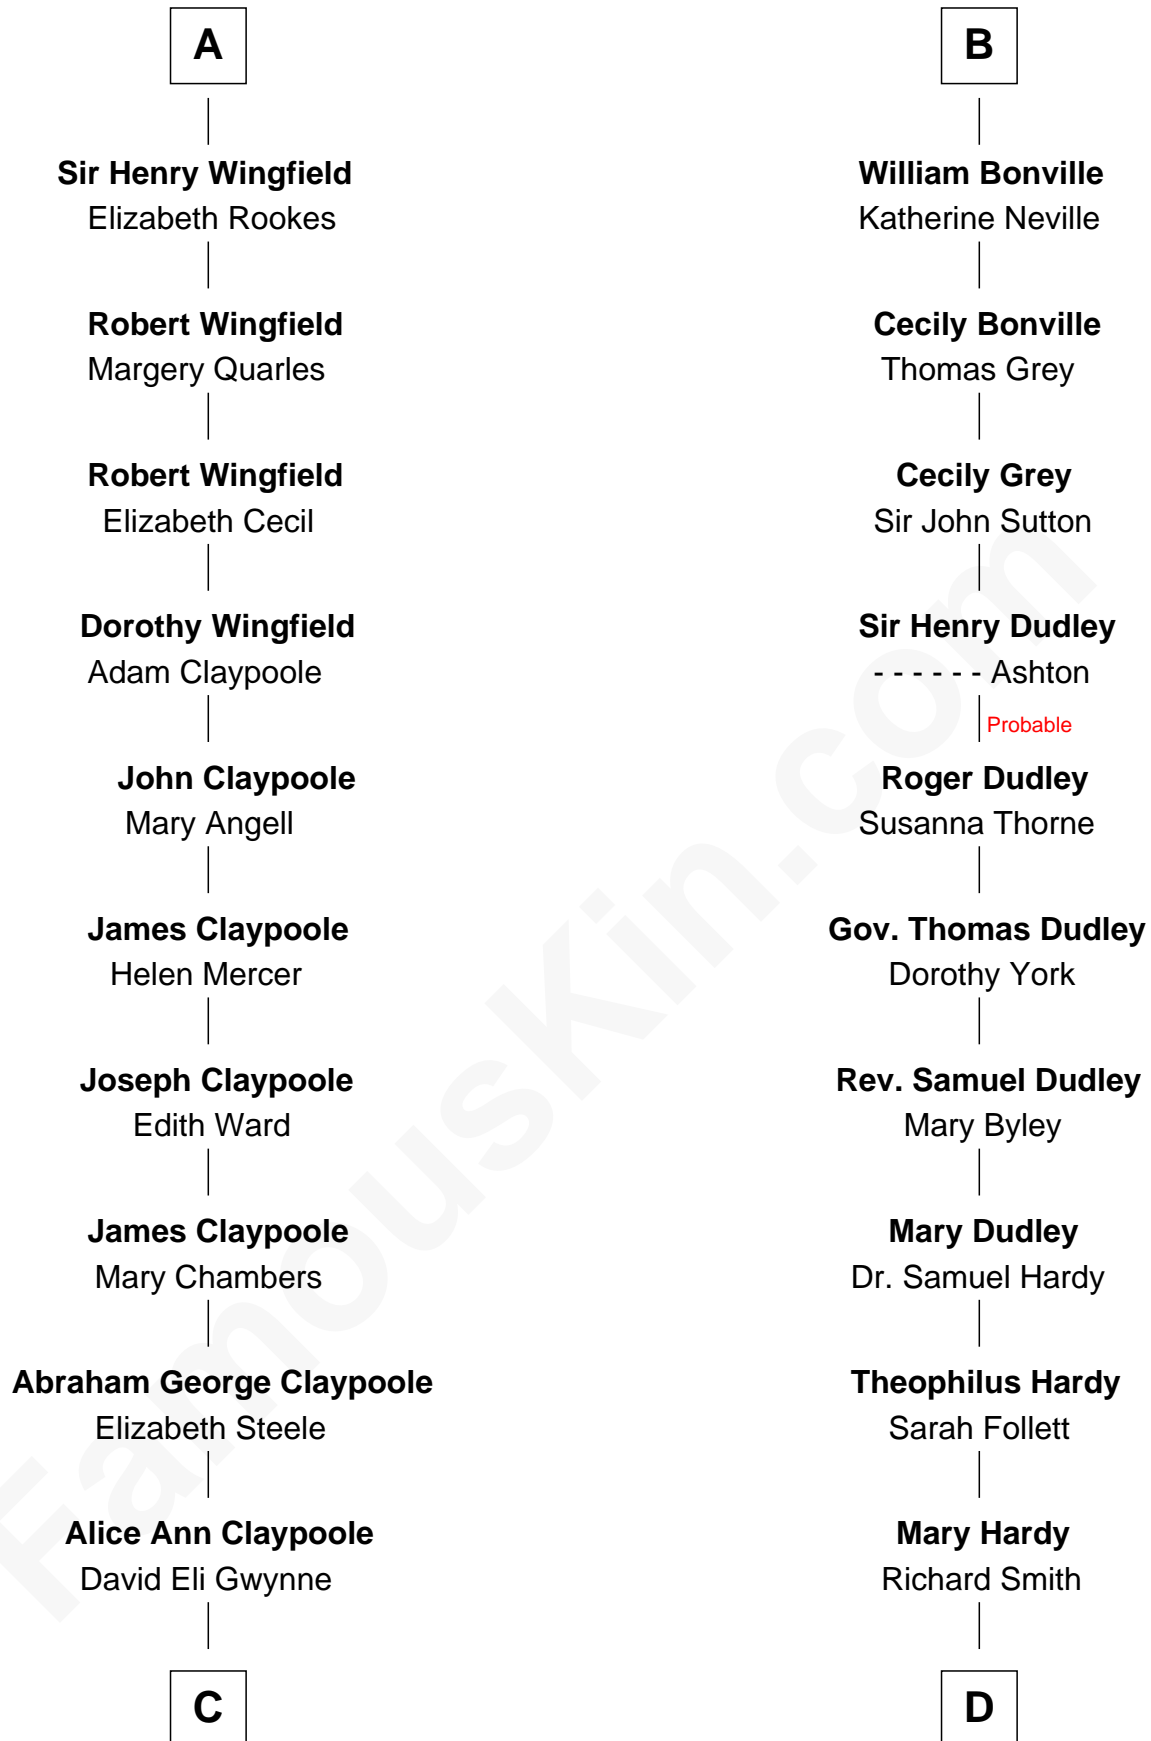 A
Sir Henry Wingfield
Elizabeth Rookes
Robert Wingfield
Margery Quarles
Robert Wingfield
Elizabeth Cecil
Dorothy Wingfield
Adam Claypoole
John Claypoole
Mary Angell
James Claypoole
Helen Mercer
Joseph Claypoole
Edith Ward
James Claypoole
Mary Chambers
Abraham George Claypoole
Elizabeth Steele
Alice Ann Claypoole
David Eli Gwynne
C
B
William Bonville
Katherine Neville
Cecily Bonville
Thomas Grey
Cecily Grey
Sir John Sutton
Sir Henry Dudley
- - - - - - Ashton
Probable
Roger Dudley
Susanna Thorne
Gov. Thomas Dudley
Dorothy York
Rev. Samuel Dudley
Mary Byley
Mary Dudley
Dr. Samuel Hardy
Theophilus Hardy
Sarah Follett
Mary Hardy
Richard Smith
D
FamousKin.com